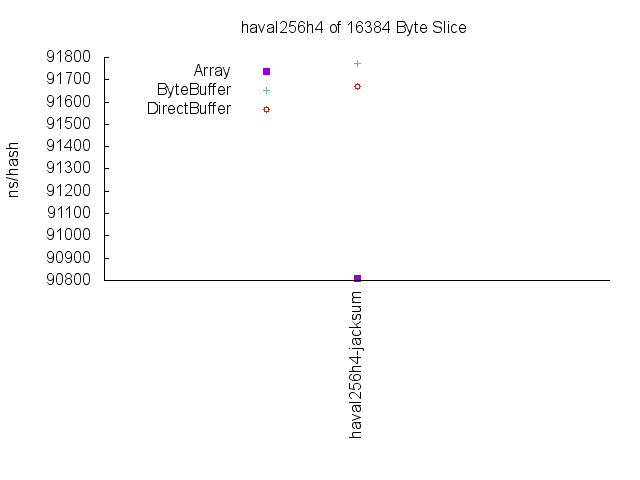 haval256h4 of 16384 Byte Slice
91800
91700
91600
91500
91400
91300
91200
91100
91000
90900
90800
ns/hash
Array
ByteBuffer
DirectBuffer
haval256h4-jacksum